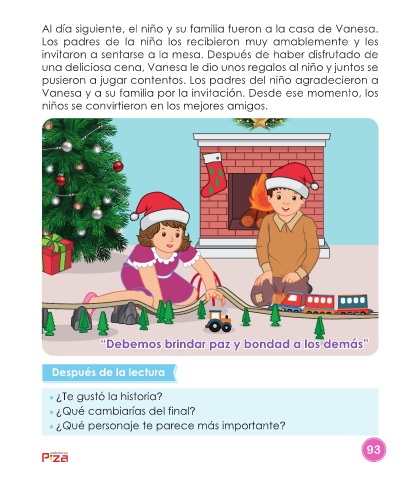 Al día siguiente, el niño y su familia fueron a la casa de Vanesa.
Los padres de la niña los recibieron muy amablemente y les
invitaron a sentarse a la mesa. Después de haber disfrutado de
una deliciosa cena, Vanesa le dio unos regalos al niño y juntos se
pusieron a jugar contentos. Los padres del niño agradecieron a
Vanesa y a su familia por la invitación. Desde ese momento, los
niños se convirtieron en los mejores amigos.
"Debemos brindar paz y bondad a los demás"
Después de la lectura
¿Te gustó la historia?
¿Qué cambiarías del final?
¿Qué personaje te parece más importante?
93